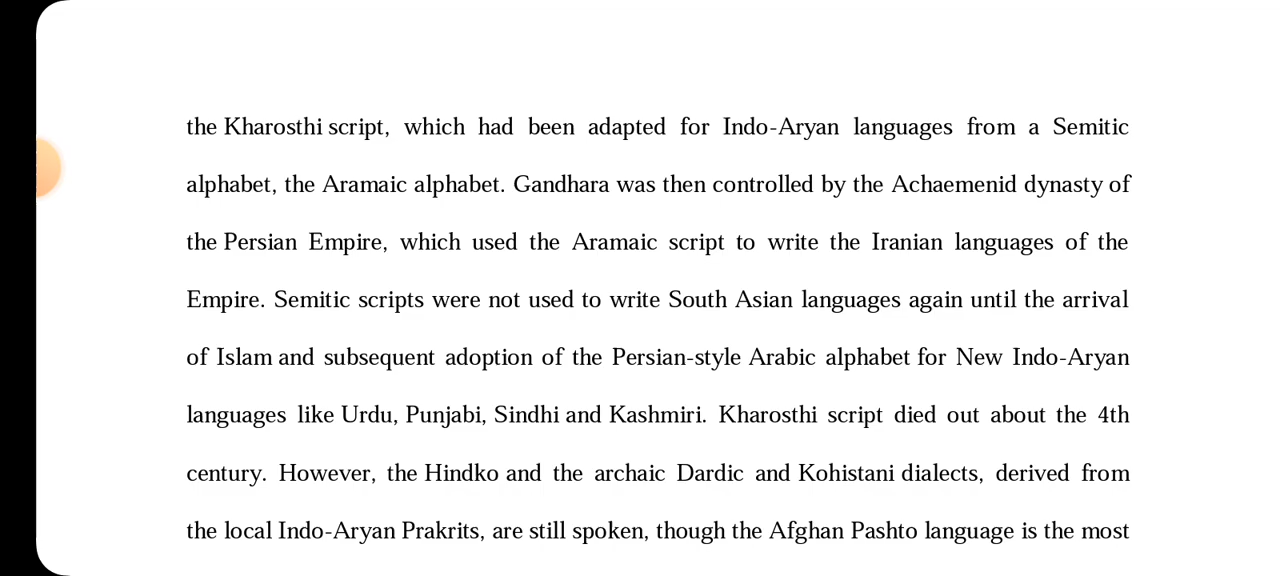 the Kharosthi script, which had been adapted for Indo-Aryan languages from a Semitic
alphabet, the Aramaic alphabet. Gandhara was then controlled by the Achaemenid dynasty of
the Persian Empire, which used the Aramaic script to write the Iranian languages of the
Empire. Semitic scripts were not used to write South Asian languages again until the arrival
of Islam and subsequent adoption of the Persian-style Arabic alphabet for New Indo-Aryan
languages like Urdu, Punjabi, Sindhi and Kashmiri. Kharosthi script died out about the 4th
century. However, the Hindko and the archaic Dardic and Kohistani dialects, derived from
the local Indo-Aryan Prakrits, are still spoken, though the Afghan Pashto language is the most